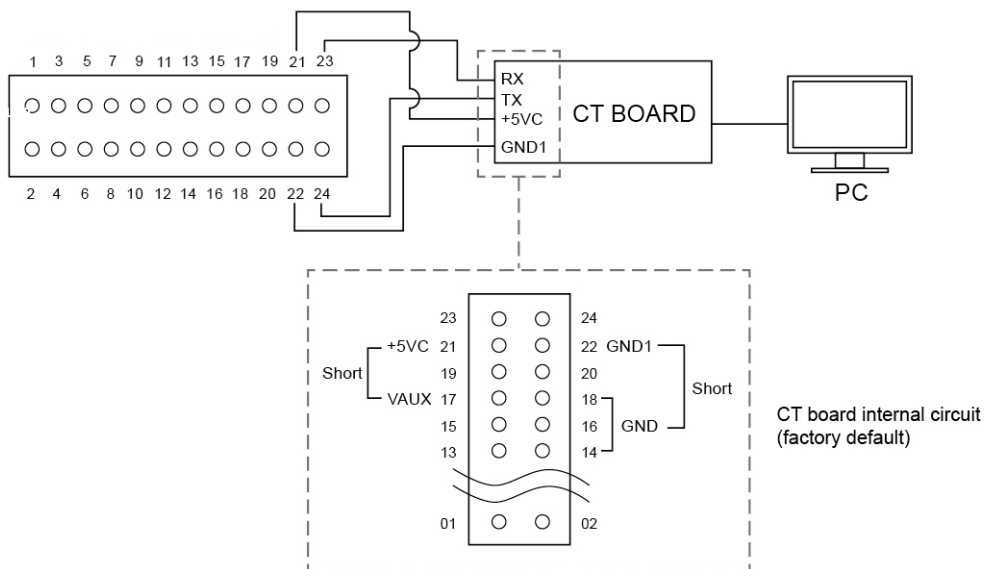 1 3 5 7 9 11 13 15 17 19 21 23
2 4 6 8 10 12 14 16 18 20 22 24
RX
TX
+5VC
GND1
CT BOARD
PC
23 24
Short +5VC 21 22 GND1
19 20
VAUX 17 18 Short
15 16 GND
13 14
01 02
CT board internal circuit
(factory default)